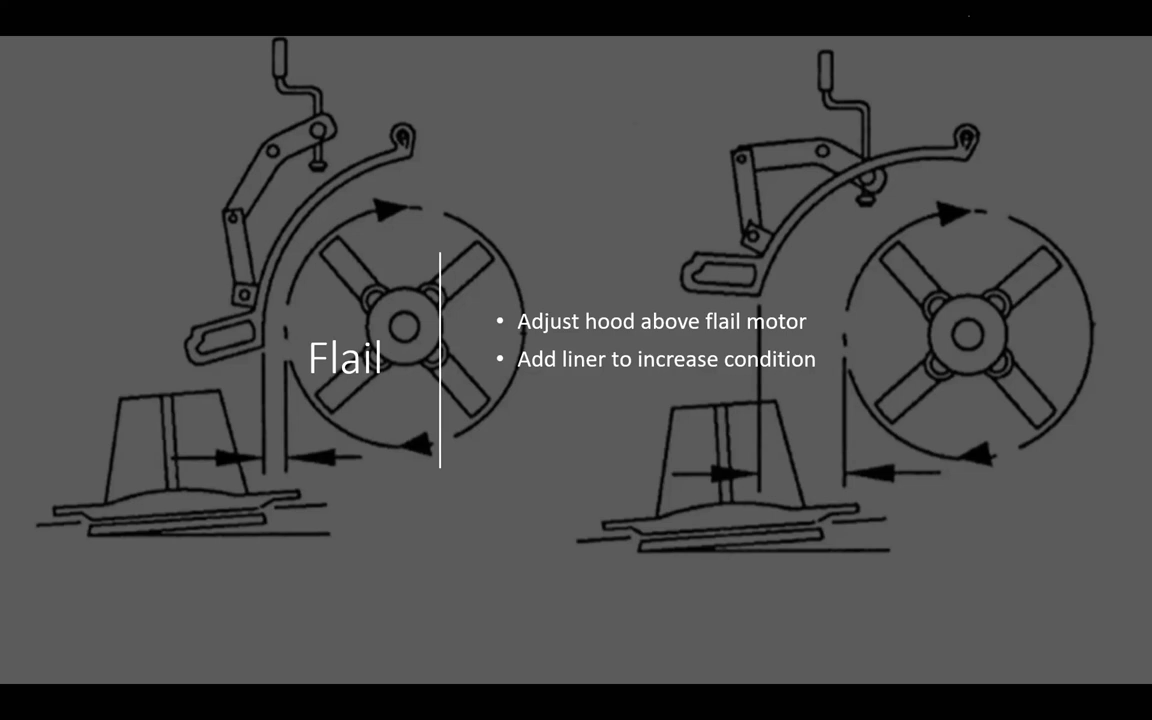 Flail
• Adjust hood above flail motor
• Add liner to increase condition